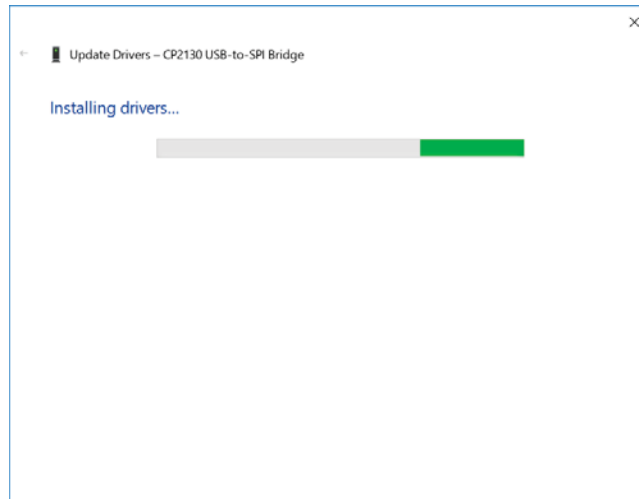 Update Drivers – CP2130 USB-to-SPI Bridge
Installing drivers...